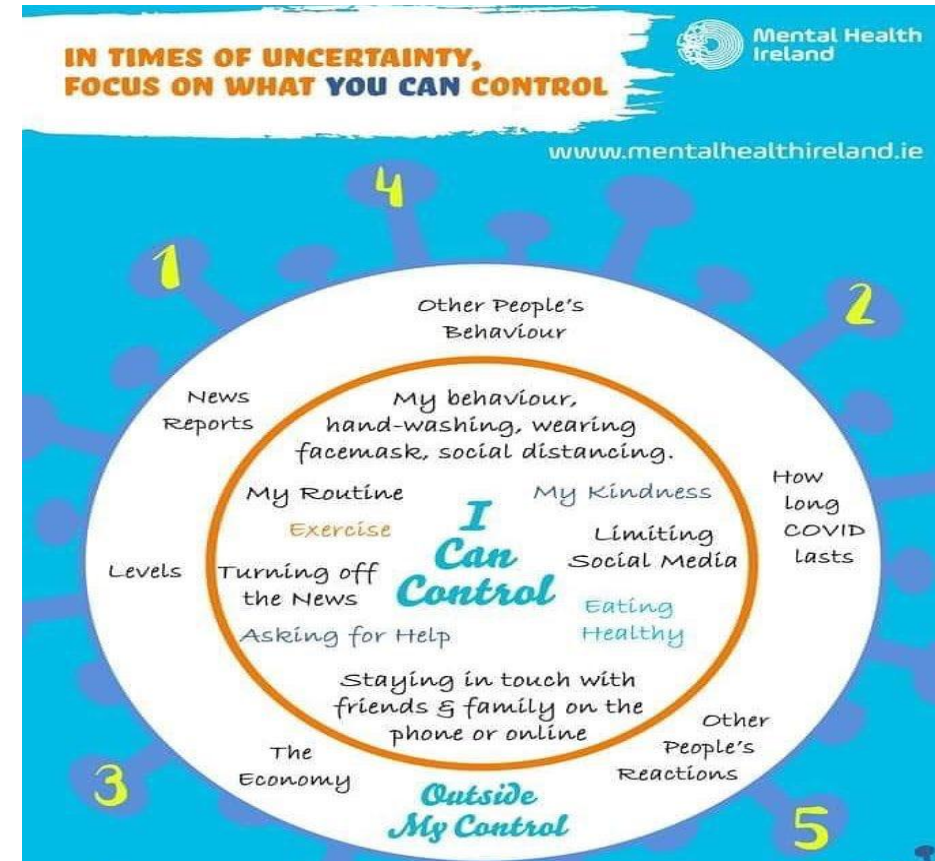 IN TIMES OF UNCERTAINTY,
FOCUS ON WHAT YOU CAN CONTROL
Mental Health
Ireland
www.mentalhealthireland.ie
4
1
2
Other People's
Behaviour
News
Reports
My behaviour,
hand-washing, wearing
facemask, social distancing.
How
long
COVID
lasts
My Routine
My Kindness
Exercise
Limiting
Social Media
I
Can
Control
Levels
Turning off
the News
Eating
Healthy
Asking for Help
Staying in touch with
friends & family on the
phone or online
Other
People's
Reactions
The
Economy
Outside
My Control
3
5